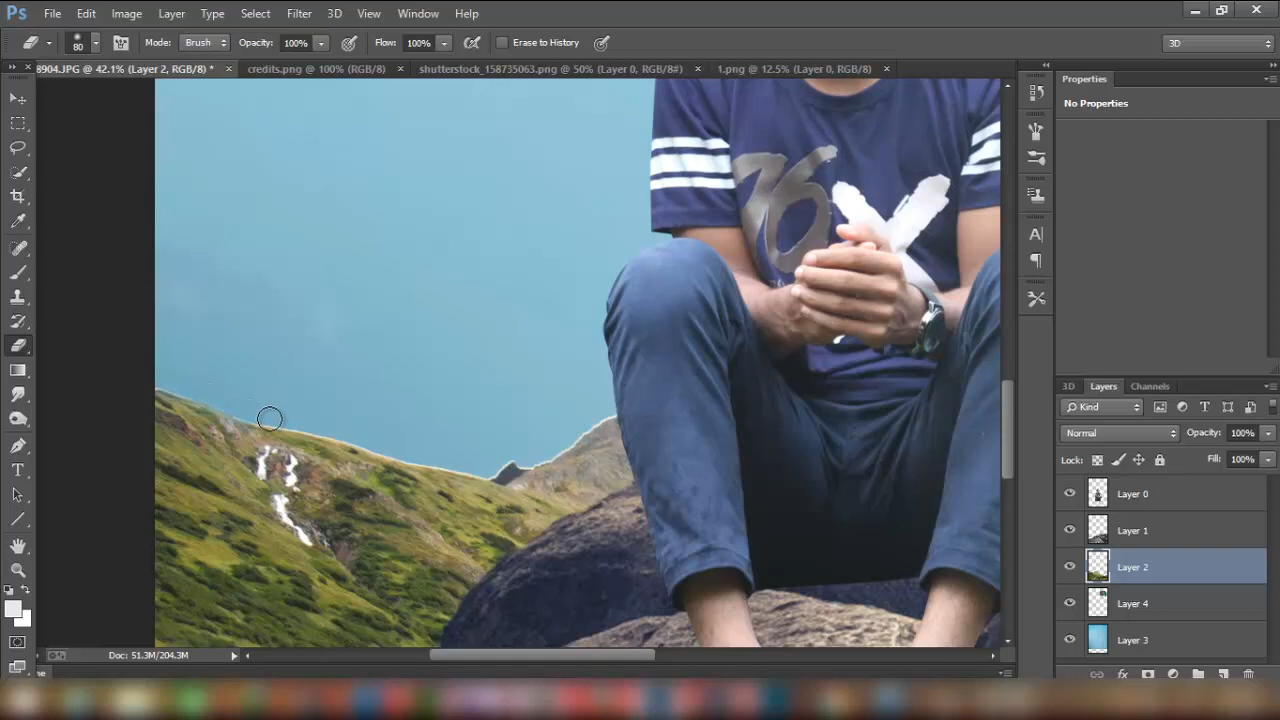 Ps File Edit Image Layer Type Select Filter 3D View Window Help
80 Mode: Brush Opacity: 100% Flow: 100% Erase to History 3D
8904.JPG @ 42.1% (Layer 2, RGB/8) * × credits.png @ 100% (RGB/8) × shutterstock_158735063.png @ 50% (Layer 0, RGB/8#) × 1.png @ 12.5% (Layer 0, RGB/8) ×
Properties
No Properties
76
X
3D Layers Channels
Kind
Normal Opacity: 100%
Lock: Fill: 100%
Layer 0
Layer 1
Layer 2
Layer 4
Layer 3
Doc: 51.3M/204.3M
ne